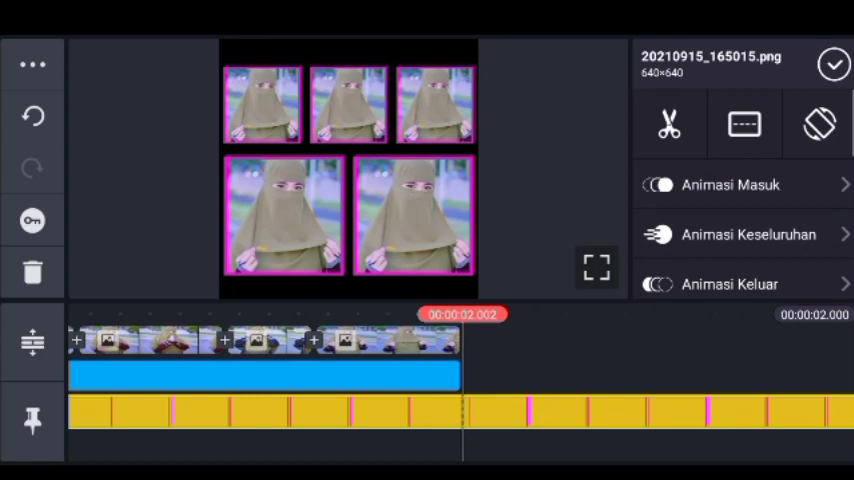 20210915_165015.png
640×640
Animasi Masuk
Animasi Keseluruhan
Animasi Keluar
00:00:02.002
00:00:02.000